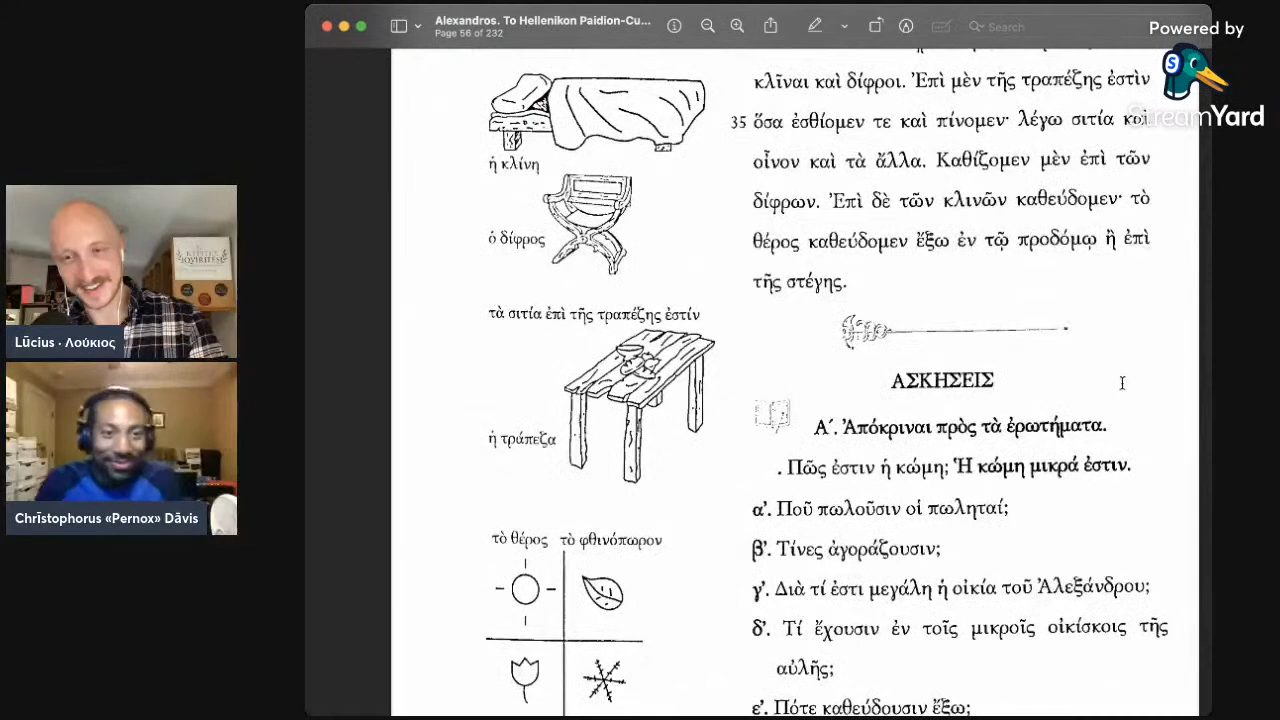 Alexandros. To Hellenikon Paidion-Cu...
Page 56 of 232
Search
Powered by
StreamYard
κλῖναι καὶ δίφροι. Ἐπὶ μὲν τῆς τραπέζης ἐστὶν
35 ὅσα ἐσθίομεν τε καὶ πίνομεν· λέγω σιτία καὶ
οἶνον καὶ τὰ ἄλλα. Καθίζομεν μὲν ἐπὶ τῶν
δίφρων. Ἐπὶ δὲ τῶν κλινῶν καθεύδομεν· τὸ
θέρος καθεύδομεν ἔξω ἐν τῷ προδόμῳ ἢ ἐπὶ
τῆς στέγης.
ἡ κλίνη
ὁ δίφρος
τὰ σιτία ἐπὶ τῆς τραπέζης ἐστίν
ἡ τράπεζα
τὸ θέρος τὸ φθινόπωρον
ΑΣΚΗΣΕΙΣ
Α΄. Ἀπόκριναι πρὸς τὰ ἐρωτήματα.
. Πῶς ἐστιν ἡ κώμη; Ἡ κώμη μικρά ἐστιν.
α'. Ποῦ πωλοῦσιν οἱ πωληταί;
β'. Τίνες ἀγοράζουσιν;
γ'. Διὰ τί ἐστι μεγάλη ἡ οἰκία τοῦ Ἀλεξάνδρου;
δ'. Τί ἔχουσιν ἐν τοῖς μικροῖς οἰκίσκοις τῆς
αὐλῆς;
ε'. Πότε καθεύδουσιν ἔξω;
Lūcius · Λούκιος
Chrīstophorus «Pernox» Dāvis